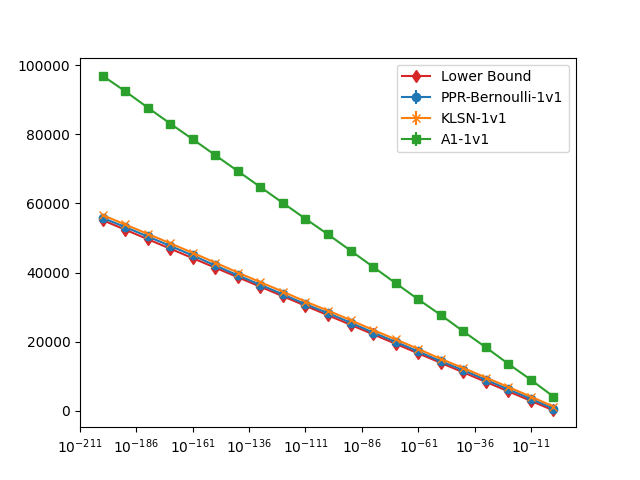 100000
80000
60000
40000
20000
0
10⁻²¹¹ 10⁻¹⁸⁶ 10⁻¹⁶¹ 10⁻¹³⁶ 10⁻¹¹¹ 10⁻⁸⁶ 10⁻⁶¹ 10⁻³⁶ 10⁻¹¹
Lower Bound
PPR-Bernoulli-1v1
KLSN-1v1
A1-1v1